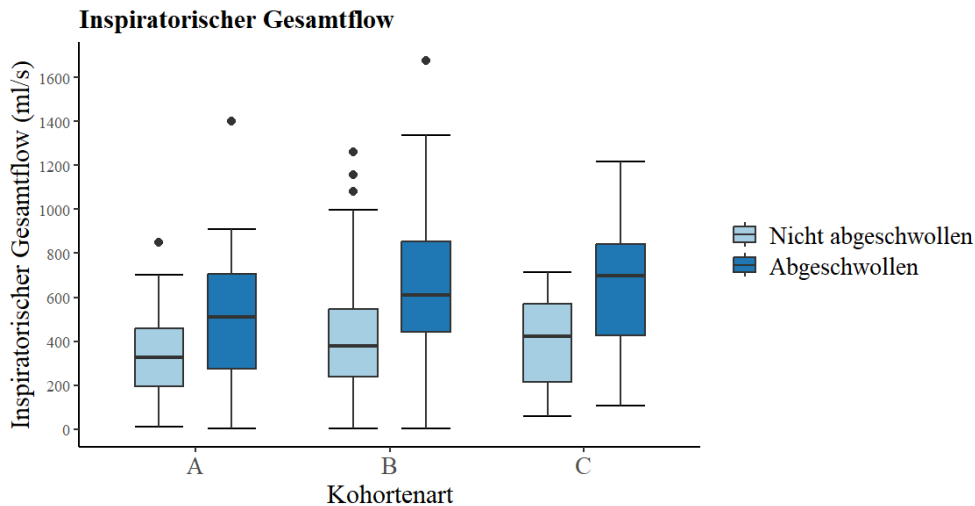 Inspiratorischer Gesamtflow
Inspiratorischer Gesamtflow (ml/s)
1600
1400
1200
1000
800
600
400
200
0
A B C
Kohortenart
Nicht abgeschwollen
Abgeschwollen